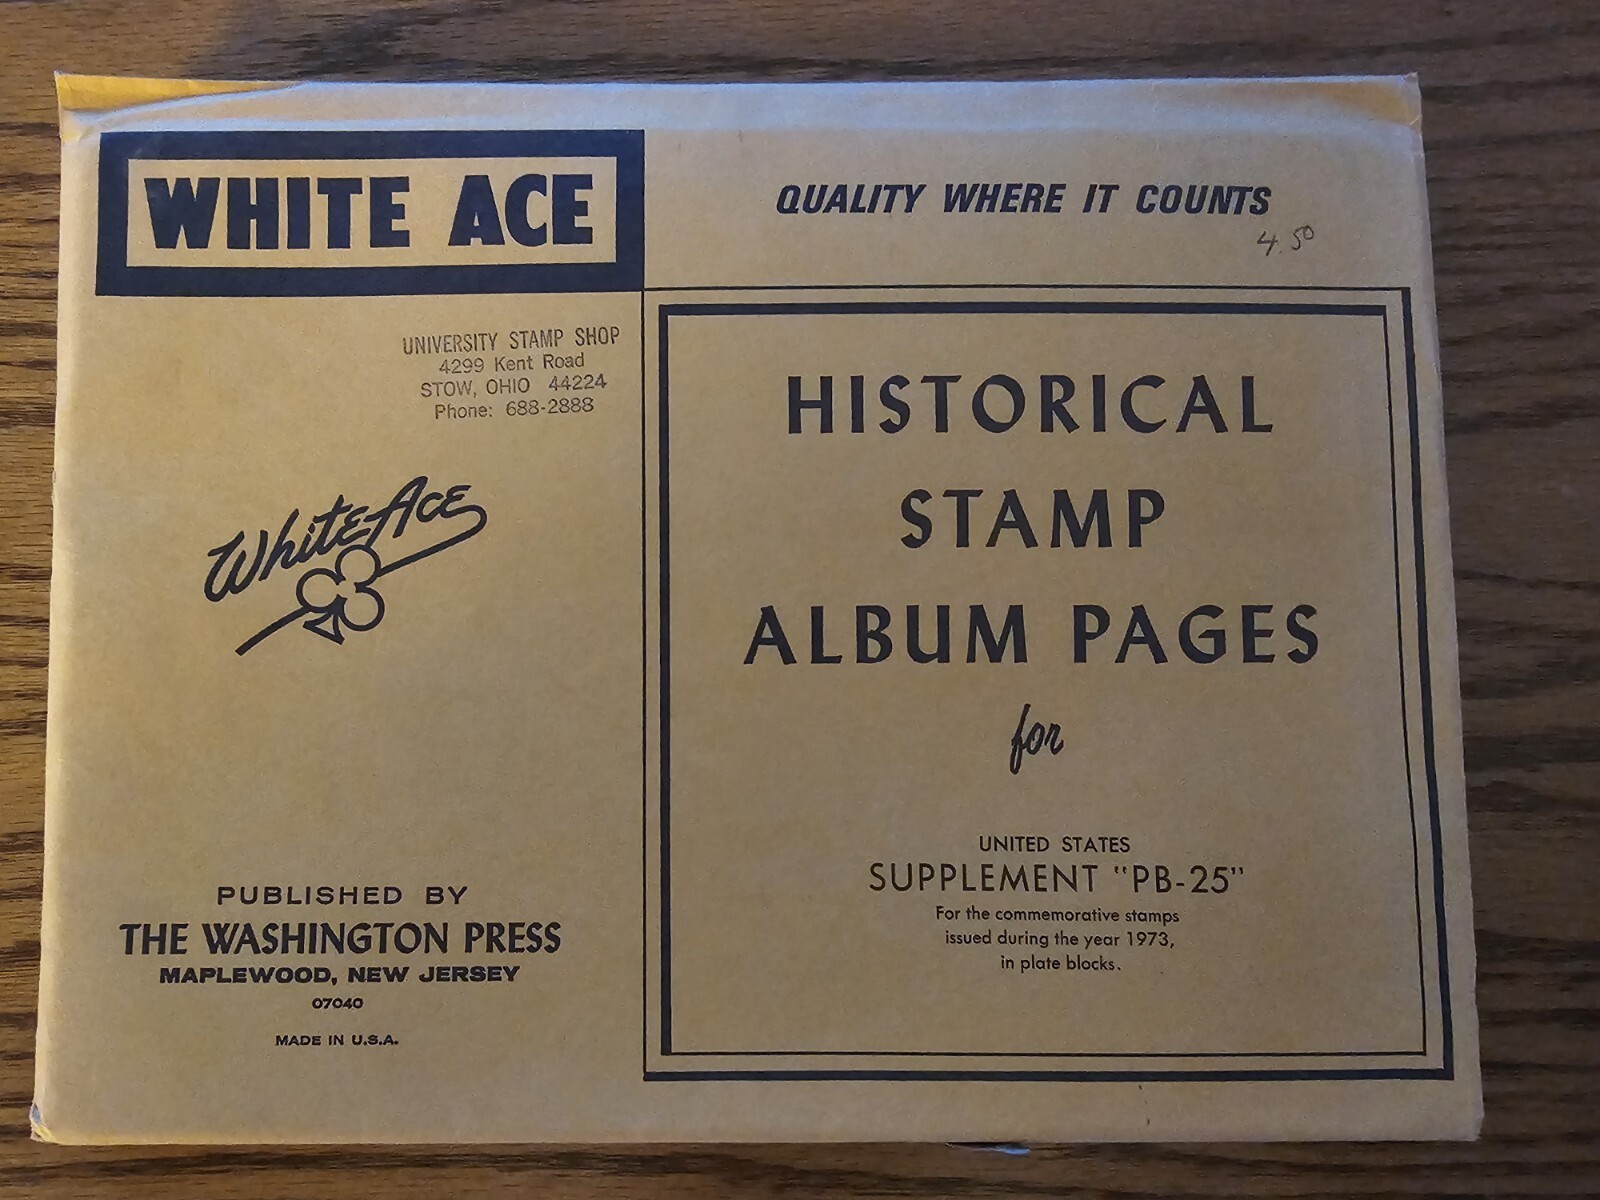 WHITE ACE
QUALITY WHERE IT COUNTS
4.50
UNIVERSITY STAMP SHOP
4299 Kent Road
STOW, OHIO 44224
Phone: 688-2888
White Ace
PUBLISHED BY
THE WASHINGTON PRESS
MAPLEWOOD, NEW JERSEY
07040
MADE IN U.S.A.
HISTORICAL
STAMP
ALBUM PAGES
for
UNITED STATES
SUPPLEMENT "PB-25"
For the commemorative stamps
issued during the year 1973,
in plate blocks.